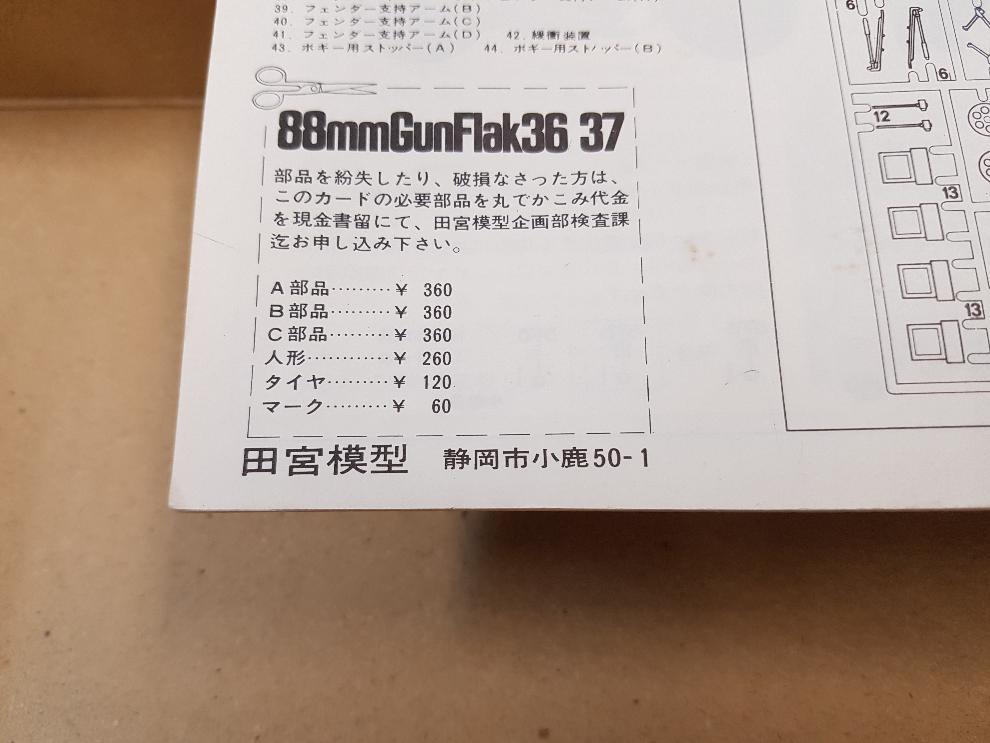 39. フェンダー支持アーム(B)
40. フェンダー支持アーム(C)
41. フェンダー支持アーム(D) 42. 緩衝装置
43. ボギー用ストッパー(A) 44. ボギー用ストッパー(B)
88mmGunFlak36 37
部品を紛失したり、破損なさった方は、
このカードの必要部品を丸でかこみ代金
を現金書留にて、田宮模型企画部検査課
迄お申し込み下さい。
A部品………¥ 360
B部品………¥ 360
C部品………¥ 360
人形…………¥ 260
タイヤ………¥ 120
マーク………¥ 60
田宮模型 静岡市小鹿50-1
6
6
12
13
13